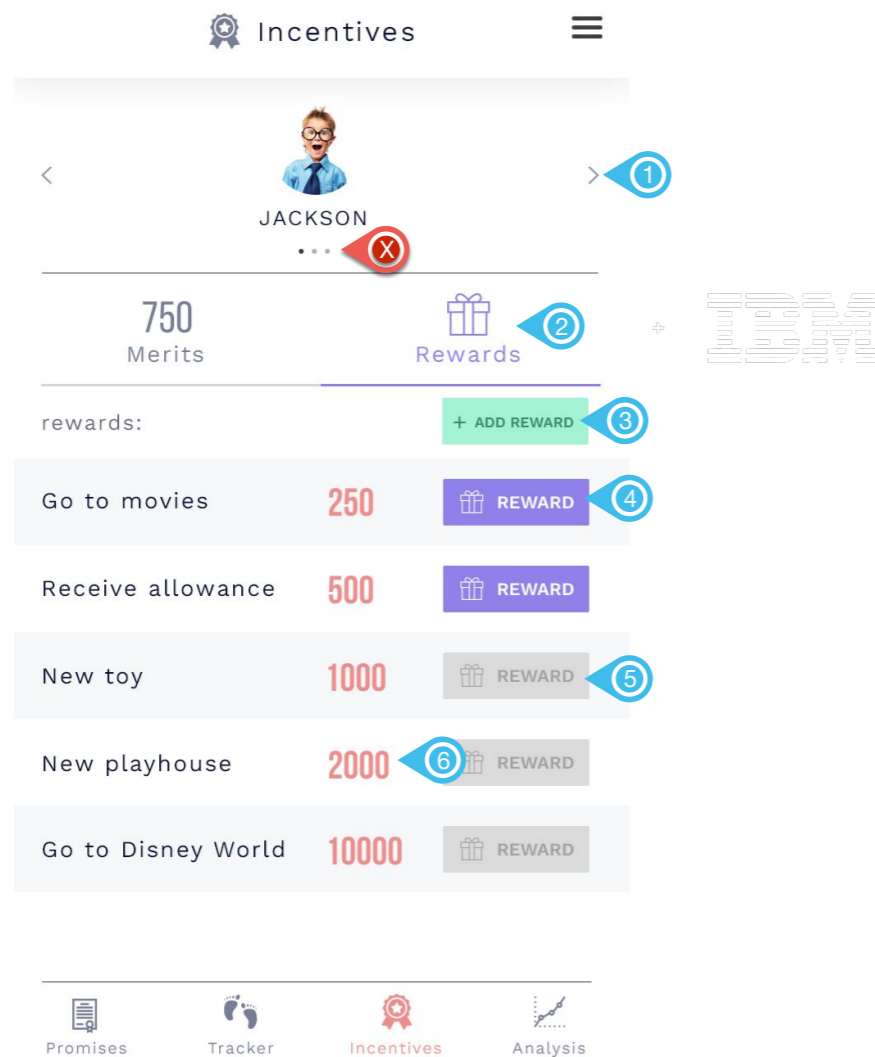 Incentives
1
JACKSON
X
750
Merits
Rewards
2
+ IBM
rewards:
+ ADD REWARD
3
Go to movies 250 REWARD
4
Receive allowance 500 REWARD
New toy 1000 REWARD
5
New playhouse 2000 REWARD
6
Go to Disney World 10000 REWARD
Promises Tracker Incentives Analysis